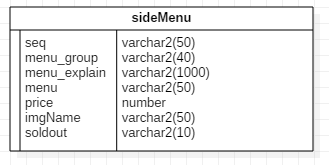 sideMenu
seq varchar2(50)
menu_group varchar2(40)
menu_explain varchar2(1000)
menu varchar2(50)
price number
imgName varchar2(50)
soldout varchar2(10)